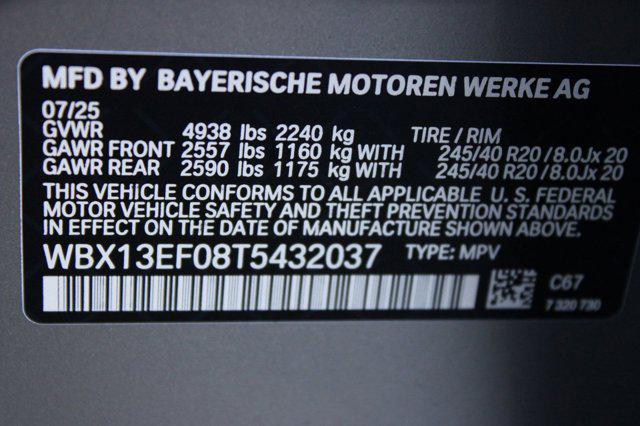 MFD BY BAYERISCHE MOTOREN WERKE AG
07/25
GVWR 4938 lbs 2240 kg TIRE / RIM
GAWR FRONT 2557 lbs 1160 kg WITH 245/40 R20 / 8.0Jx 20
GAWR REAR 2590 lbs 1175 kg WITH 245/40 R20 / 8.0Jx 20
THIS VEHICLE CONFORMS TO ALL APPLICABLE U. S. FEDERAL
MOTOR VEHICLE SAFETY AND THEFT PREVENTION STANDARDS
IN EFFECT ON THE DATE OF MANUFACTURE SHOWN ABOVE.
WBX13EF08T5432037 TYPE: MPV
C67
7 320 730